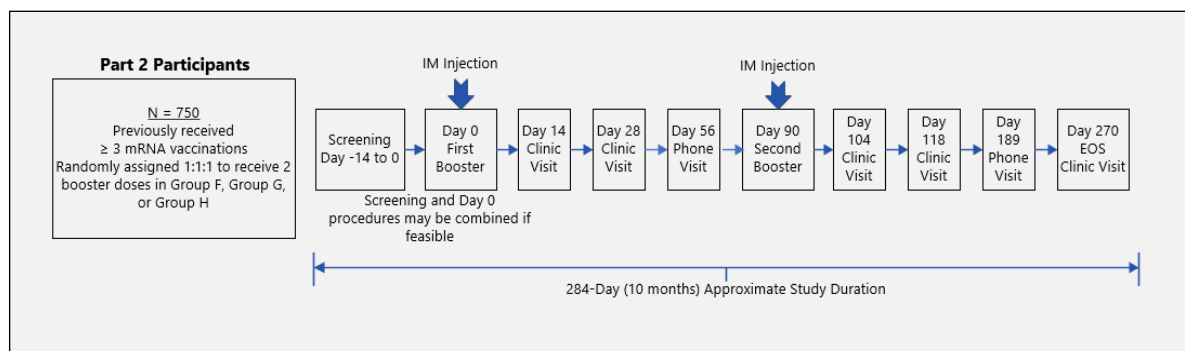 Part 2 Participants
N = 750
Previously received
≥ 3 mRNA vaccinations
Randomly assigned 1:1:1 to receive 2
booster doses in Group F, Group G,
or Group H
IM Injection
IM Injection
Screening
Day -14 to 0
Day 0
First
Booster
Day 14
Clinic
Visit
Day 28
Clinic
Visit
Day 56
Phone
Visit
Day 90
Second
Booster
Day
104
Clinic
Visit
Day
118
Clinic
Visit
Day
189
Phone
Visit
Day 270
EOS
Clinic Visit
Screening and Day 0
procedures may be combined if
feasible
284-Day (10 months) Approximate Study Duration